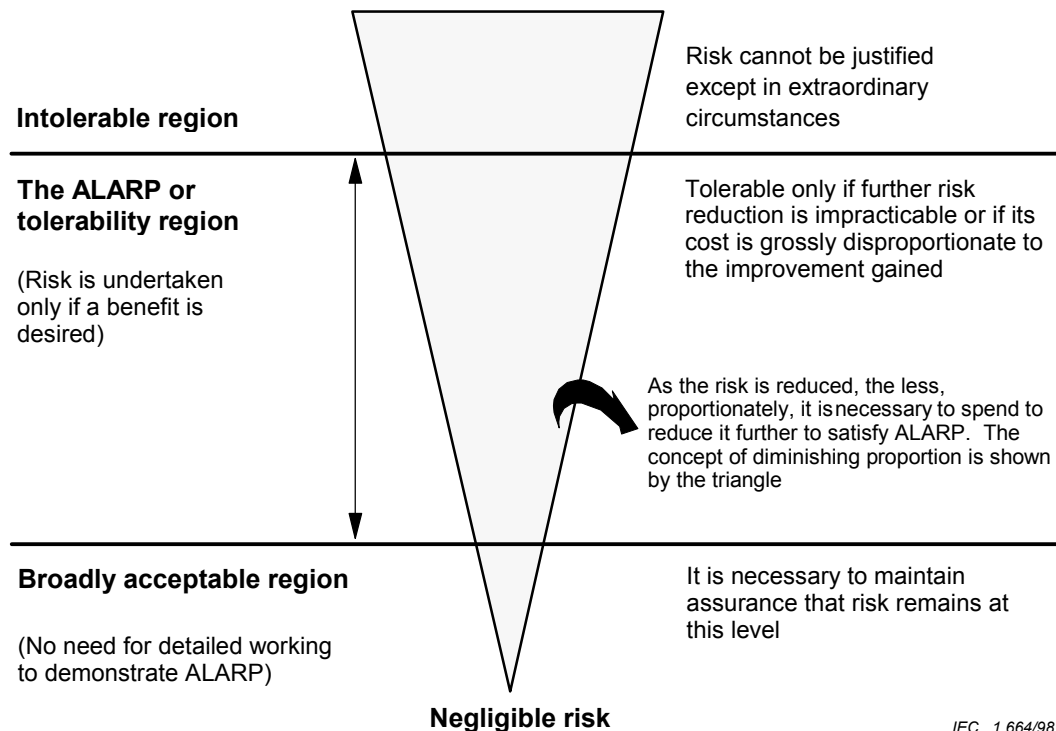 Risk cannot be justified
except in extraordinary
circumstances
Intolerable region
The ALARP or
tolerability region
(Risk is undertaken
only if a benefit is
desired)
Tolerable only if further risk
reduction is impracticable or if its
cost is grossly disproportionate to
the improvement gained
As the risk is reduced, the less,
proportionately, it is necessary to spend to
reduce it further to satisfy ALARP. The
concept of diminishing proportion is shown
by the triangle
Broadly acceptable region
(No need for detailed working
to demonstrate ALARP)
It is necessary to maintain
assurance that risk remains at
this level
Negligible risk
IEC 1 664/98